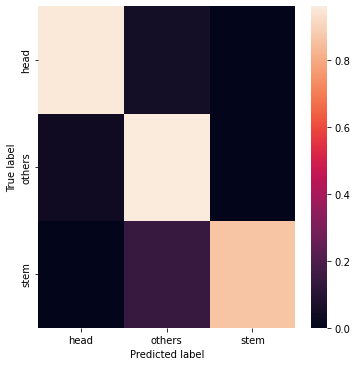 head
others
stem
True label
head
others
stem
Predicted label
0.8
0.6
0.4
0.2
0.0